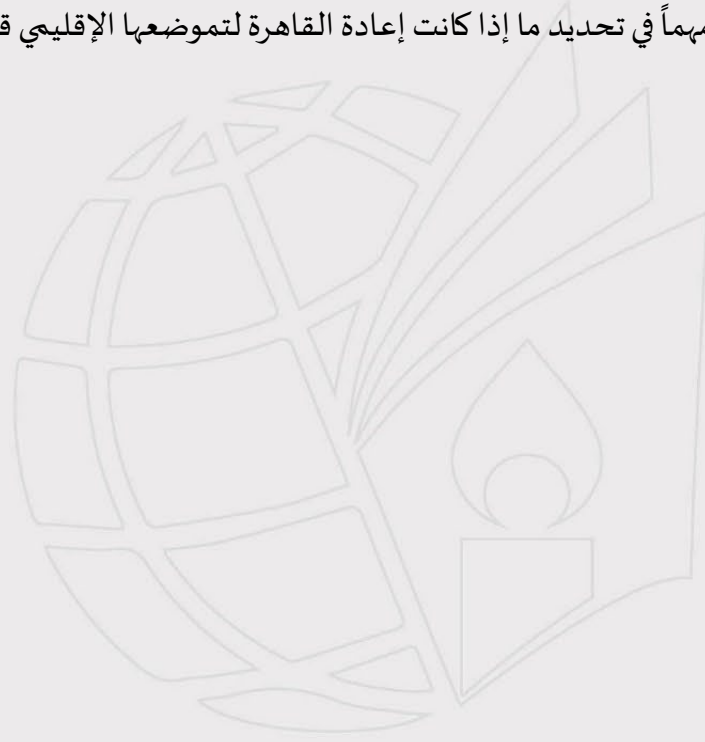 مهماً في تحديد ما إذا كانت إعادة القاهرة لتموضعها الإقليمي